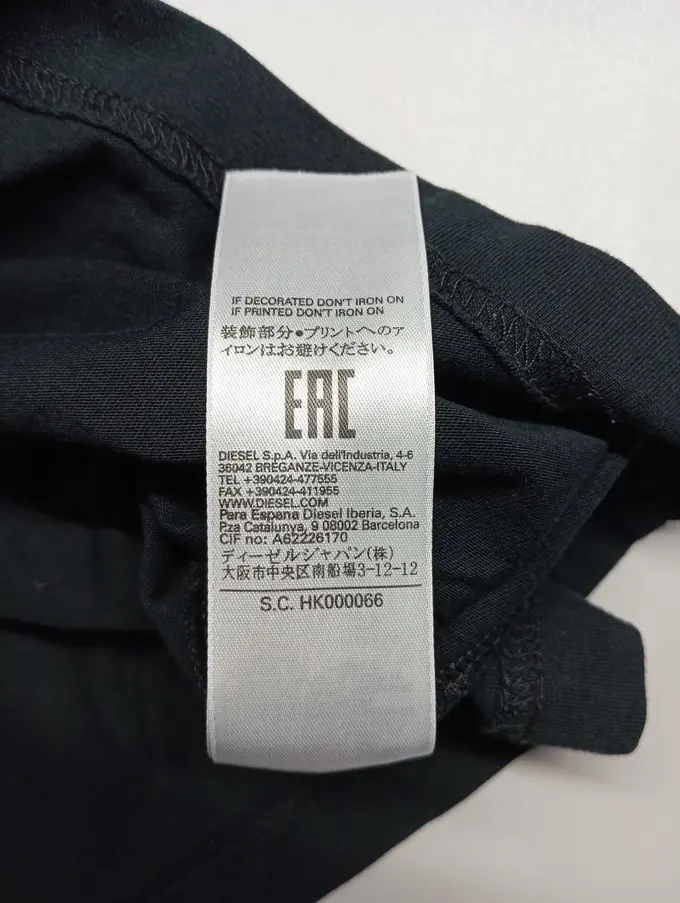 IF DECORATED DON'T IRON ON
IF PRINTED DON'T IRON ON
装飾部分●プリントへのア
イロンはお避けください。
EAC
DIESEL S.p.A. Via dell'Industria, 4-6
36042 BREGANZE-VICENZA-ITALY
TEL +390424-477555
FAX +390424-411955
WWW.DIESEL.COM
Para Espana Diesel Iberia, S.A.
Pza Catalunya, 9 08002 Barcelona
CIF no: A62226170
ディーゼルジャパン(株)
大阪市中央区南船場3-12-12
S.C. HK000066